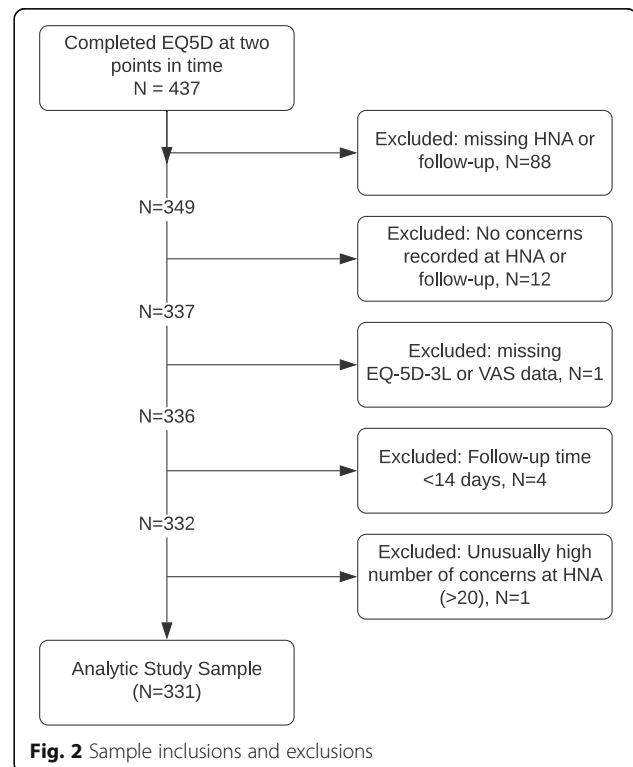 Completed EQ5D at two
points in time
N = 437
Excluded: missing HNA or
follow-up, N=88
N=349
Excluded: No concerns
recorded at HNA or
follow-up, N=12
N=337
Excluded: missing
EQ-5D-3L or VAS data, N=1
N=336
Excluded: Follow-up time
<14 days, N=4
N=332
Excluded: Unusually high
number of concerns at HNA
(>20), N=1
Analytic Study Sample
(N=331)
Fig. 2 Sample inclusions and exclusions